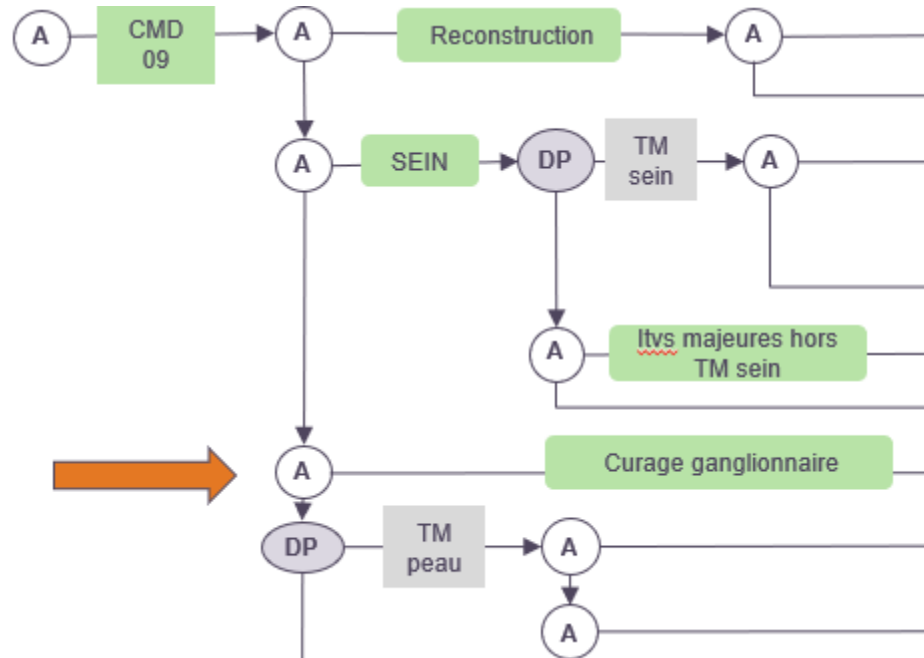 A
CMD
09
A
Reconstruction
A
A
SEIN
DP
TM
sein
A
A
Itvs majeures hors
TM sein
A
Curage ganglionnaire
DP
TM
peau
A
A